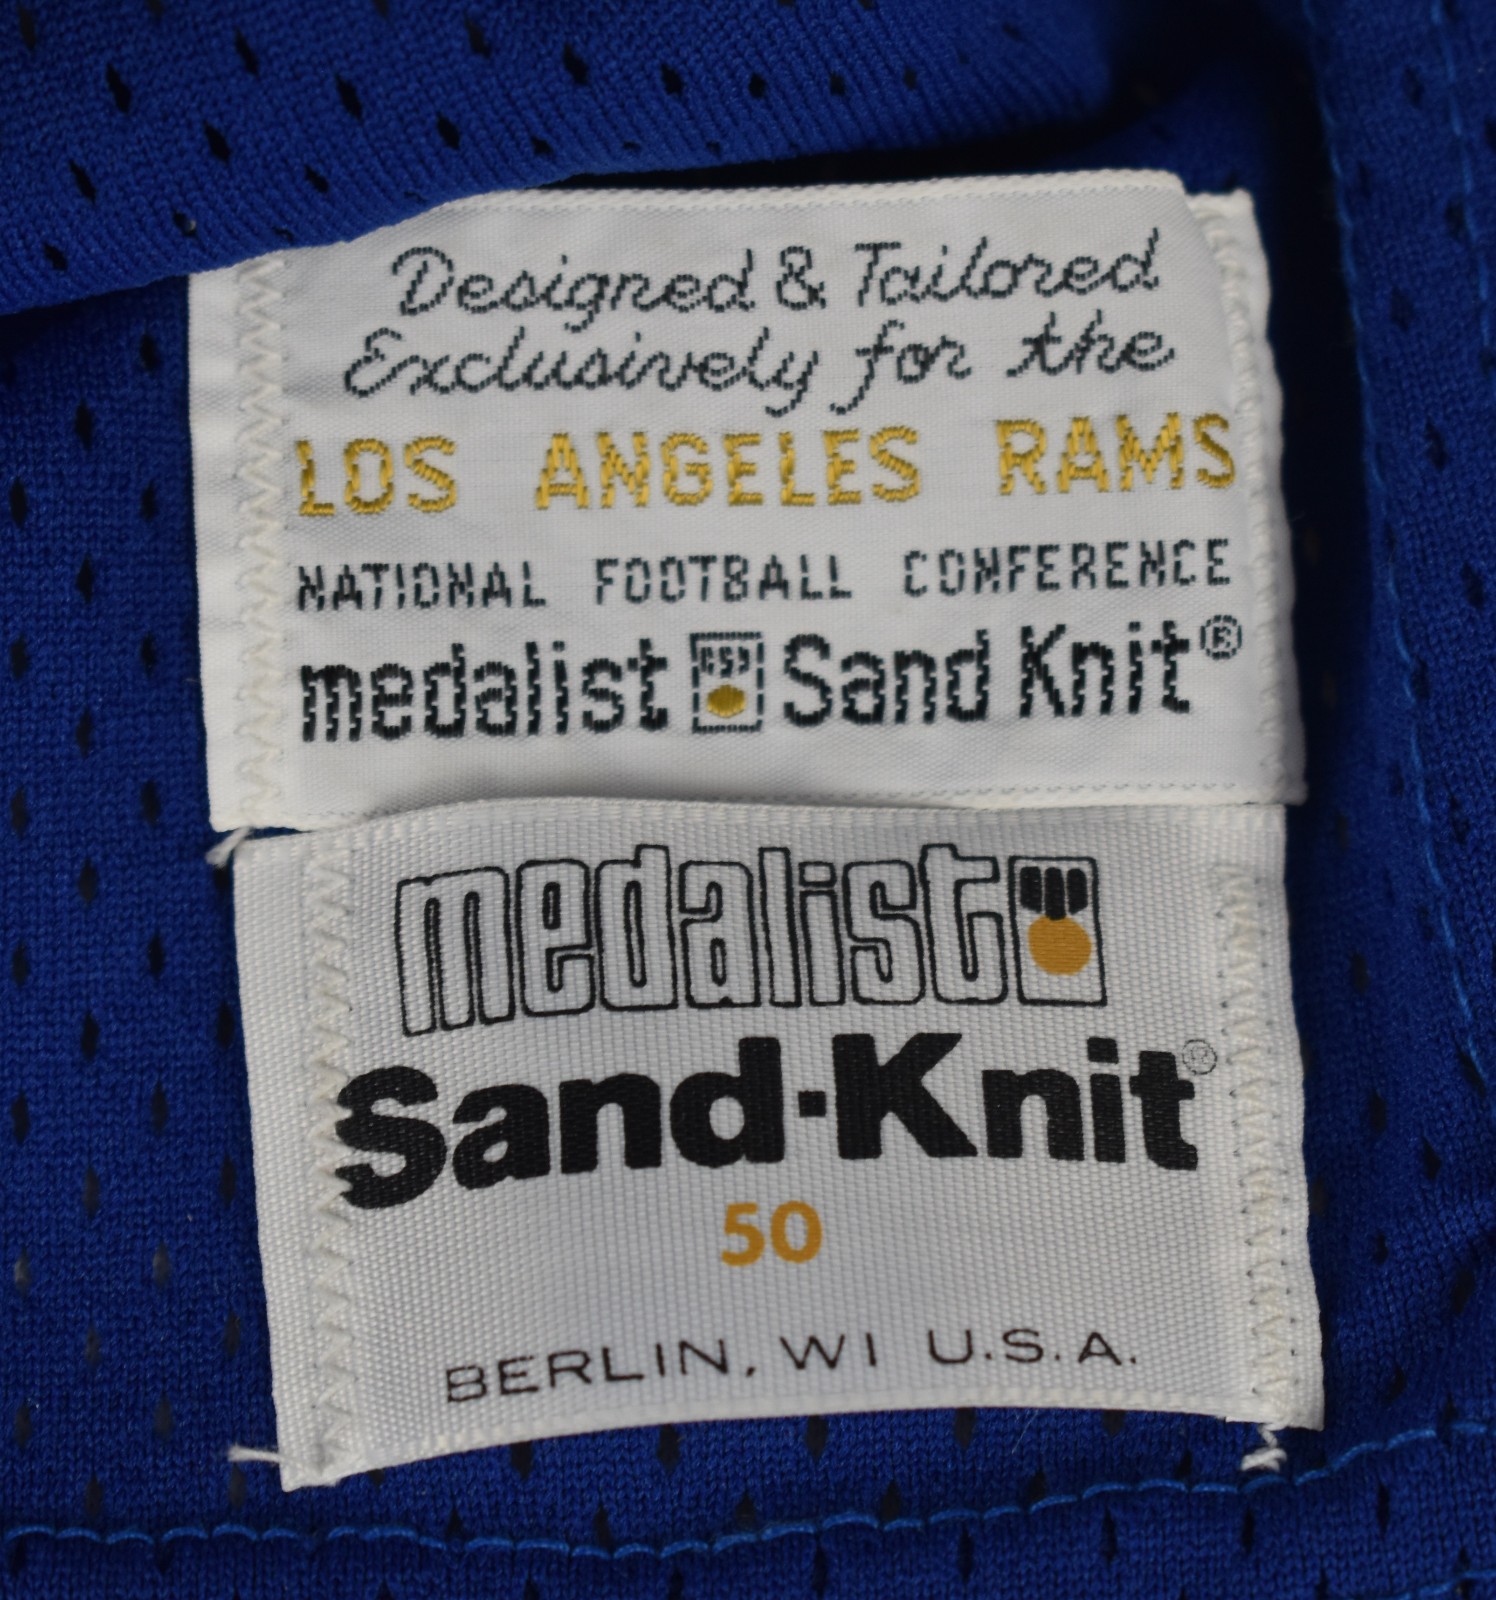 Designed & Tailored
Exclusively for the
LOS ANGELES RAMS
NATIONAL FOOTBALL CONFERENCE
medalist Sand Knit®
medalist
Sand-Knit®
50
BERLIN, WI U.S.A.